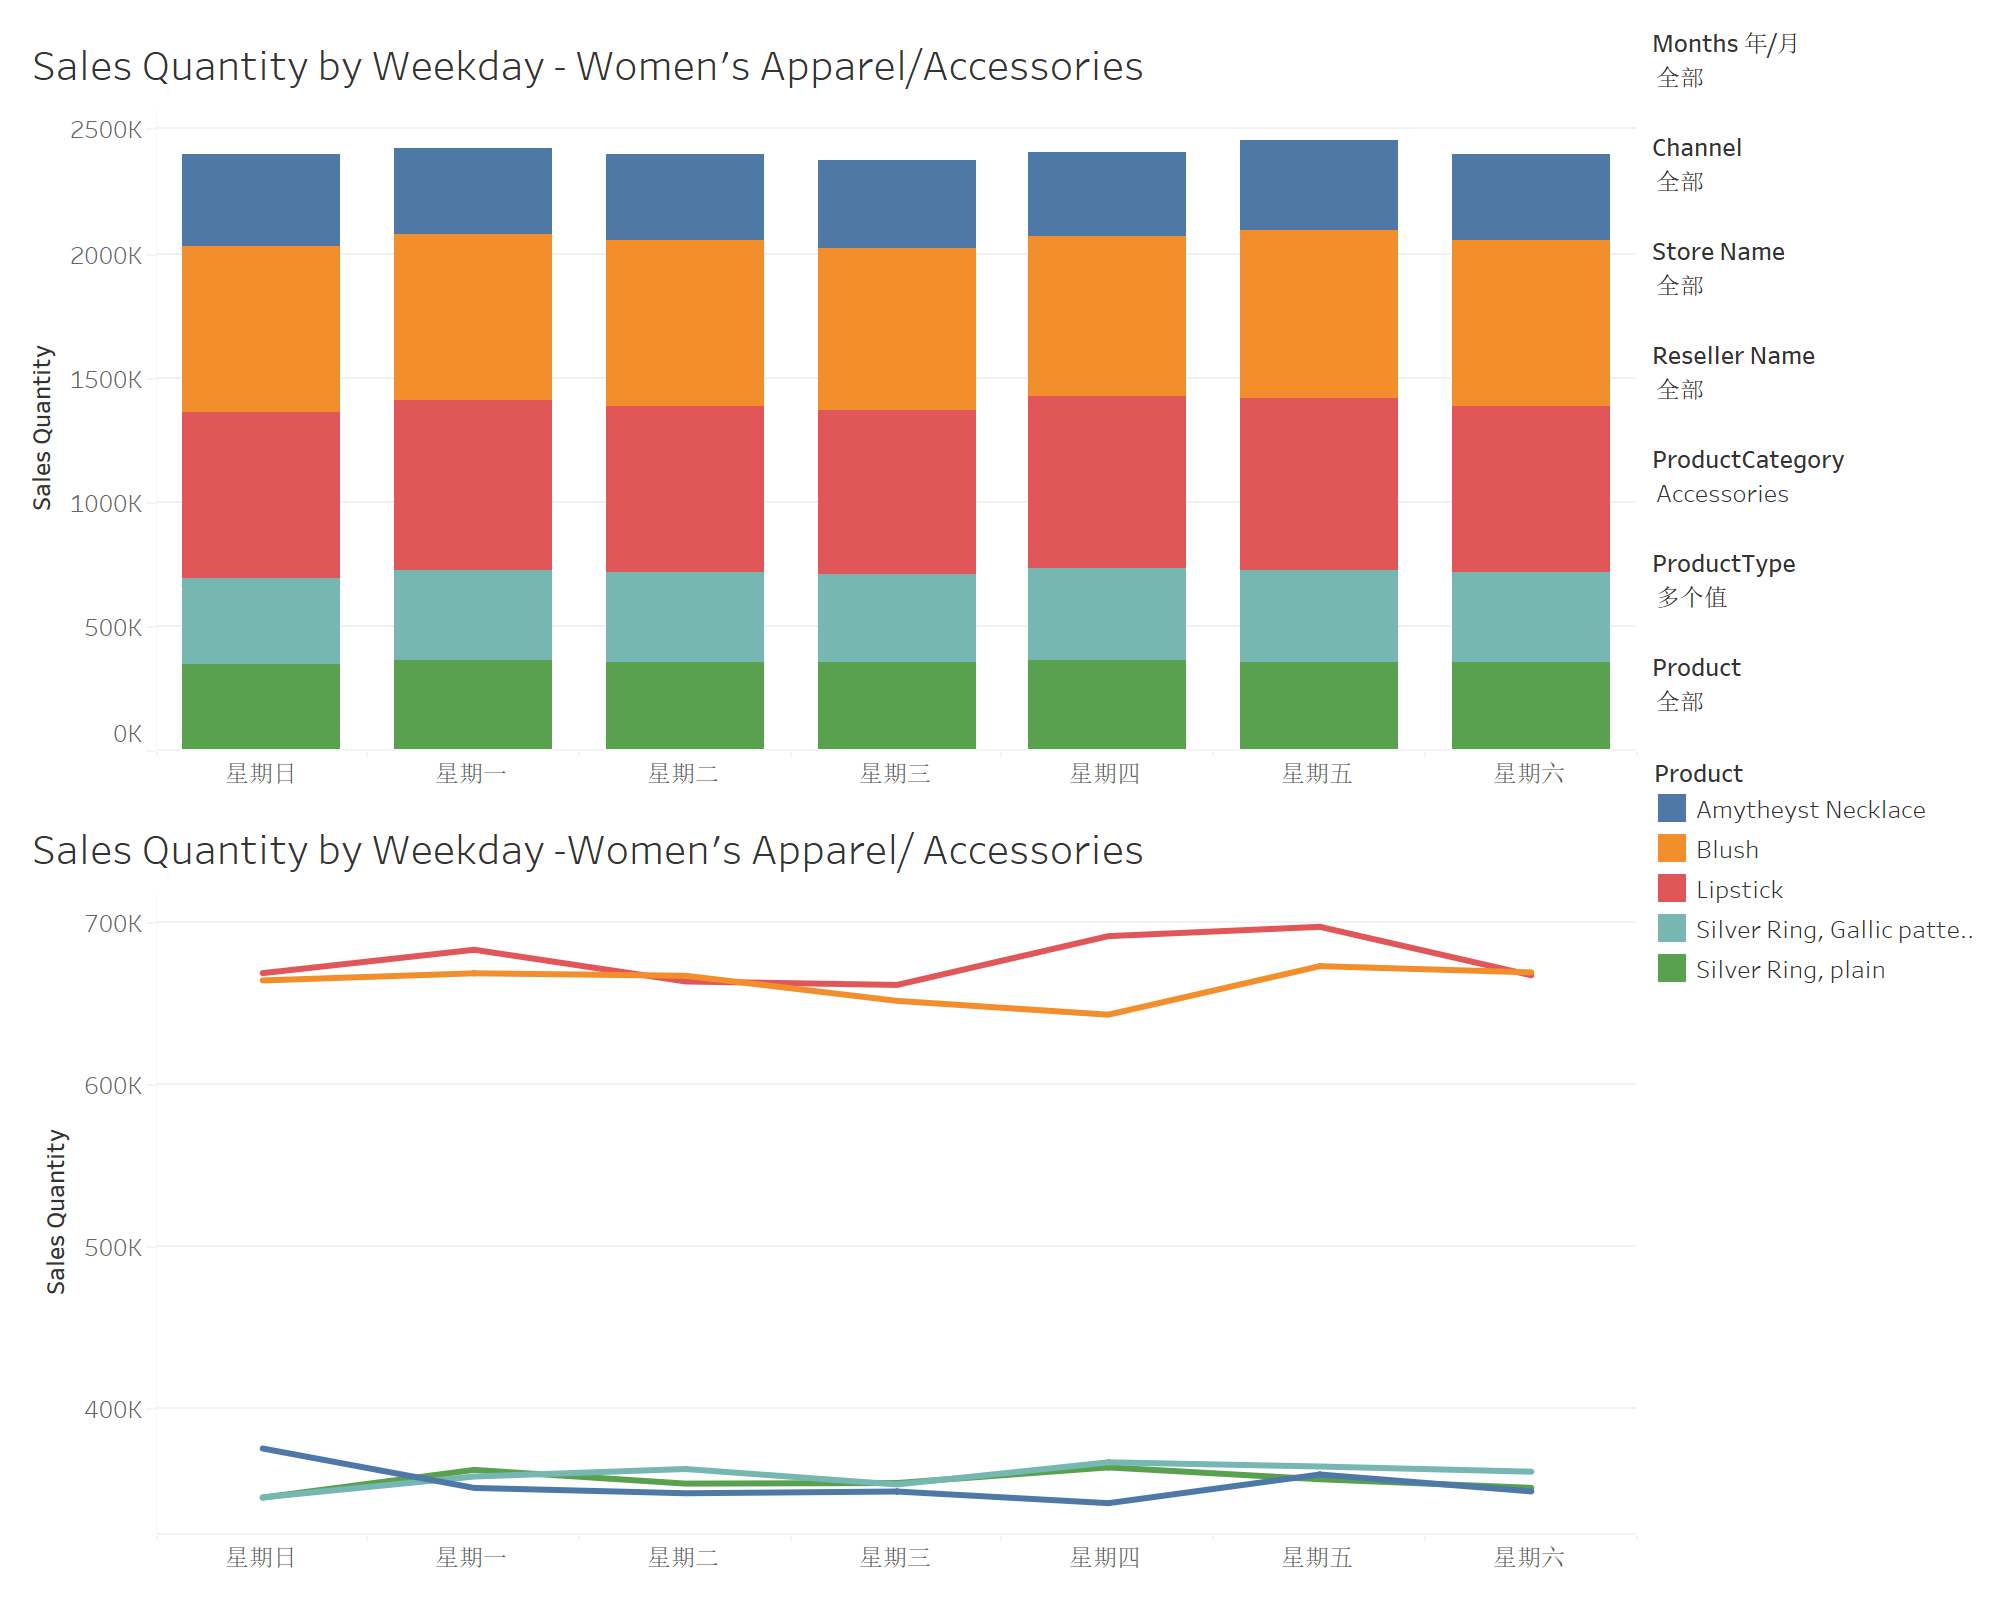 Sales Quantity by Weekday - Women's Apparel/Accessories
2500K
2000K
1500K
1000K
500K
0K
Sales Quantity
星期日
星期一
星期二
星期三
星期四
星期五
星期六
Sales Quantity by Weekday -Women's Apparel/ Accessories
700K
600K
500K
400K
Sales Quantity
星期日
星期一
星期二
星期三
星期四
星期五
星期六
Months 年/月
全部
Channel
全部
Store Name
全部
Reseller Name
全部
ProductCategory
Accessories
ProductType
多个值
Product
全部
Product
Amytheyst Necklace
Blush
Lipstick
Silver Ring, Gallic patte..
Silver Ring, plain